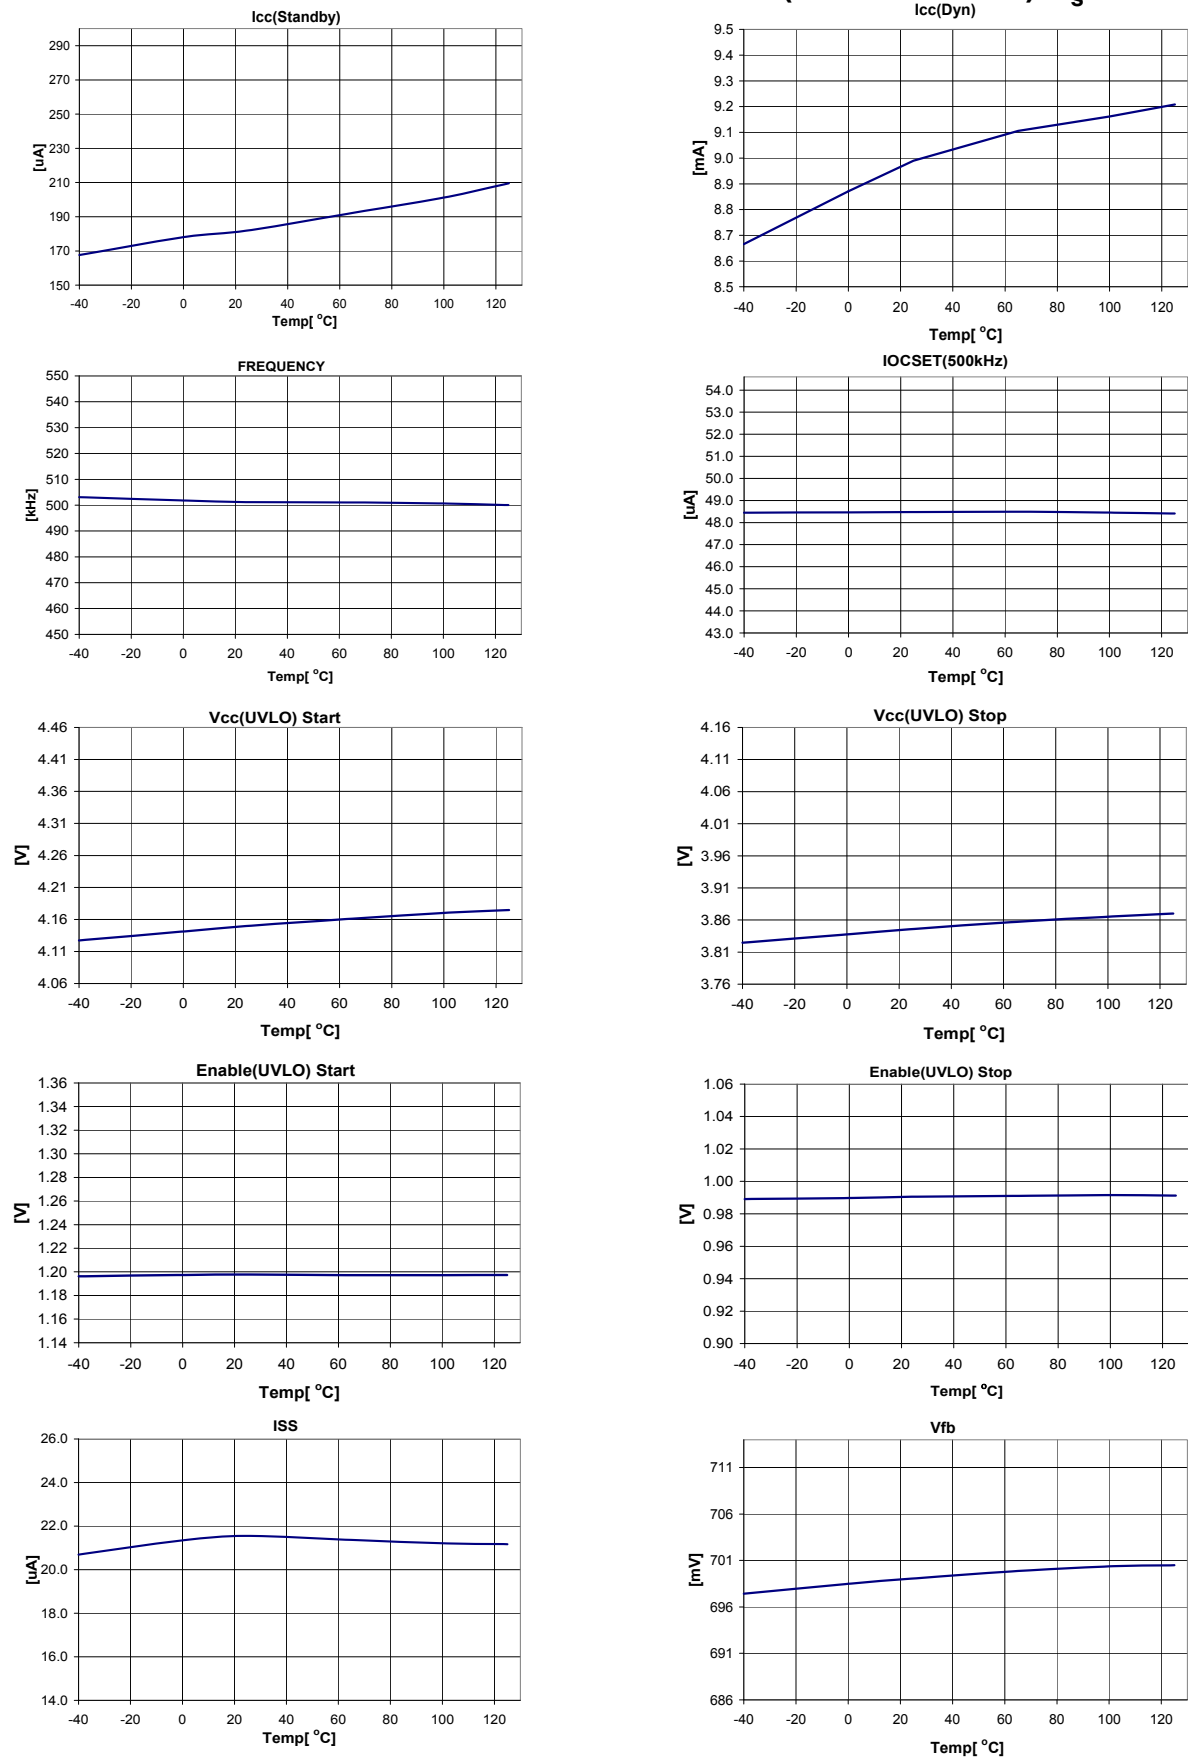 Icc(Standby)
290
270
250
230
210
190
170
150
[uA]
-40 -20 0 20 40 60 80 100 120
Temp[ °C]
Icc(Dyn)
9.5
9.4
9.3
9.2
9.1
9.0
8.9
8.8
8.7
8.6
8.5
[mA]
-40 -20 0 20 40 60 80 100 120
Temp[ °C]
FREQUENCY
550
540
530
520
510
500
490
480
470
460
450
[kHz]
-40 -20 0 20 40 60 80 100 120
Temp[ °C]
IOCSET(500kHz)
54.0
53.0
52.0
51.0
50.0
49.0
48.0
47.0
46.0
45.0
44.0
43.0
[uA]
-40 -20 0 20 40 60 80 100 120
Temp[ °C]
Vcc(UVLO) Start
4.46
4.41
4.36
4.31
4.26
4.21
4.16
4.11
4.06
[V]
-40 -20 0 20 40 60 80 100 120
Temp[ °C]
Vcc(UVLO) Stop
4.16
4.11
4.06
4.01
3.96
3.91
3.86
3.81
3.76
[V]
-40 -20 0 20 40 60 80 100 120
Temp[ °C]
Enable(UVLO) Start
1.36
1.34
1.32
1.30
1.28
1.26
1.24
1.22
1.20
1.18
1.16
1.14
[V]
-40 -20 0 20 40 60 80 100 120
Temp[ °C]
Enable(UVLO) Stop
1.06
1.04
1.02
1.00
0.98
0.96
0.94
0.92
0.90
[V]
-40 -20 0 20 40 60 80 100 120
Temp[ °C]
ISS
26.0
24.0
22.0
20.0
18.0
16.0
14.0
[uA]
-40 -20 0 20 40 60 80 100 120
Temp[ °C]
Vfb
711
706
701
696
691
686
[mV]
-40 -20 0 20 40 60 80 100 120
Temp[ °C]